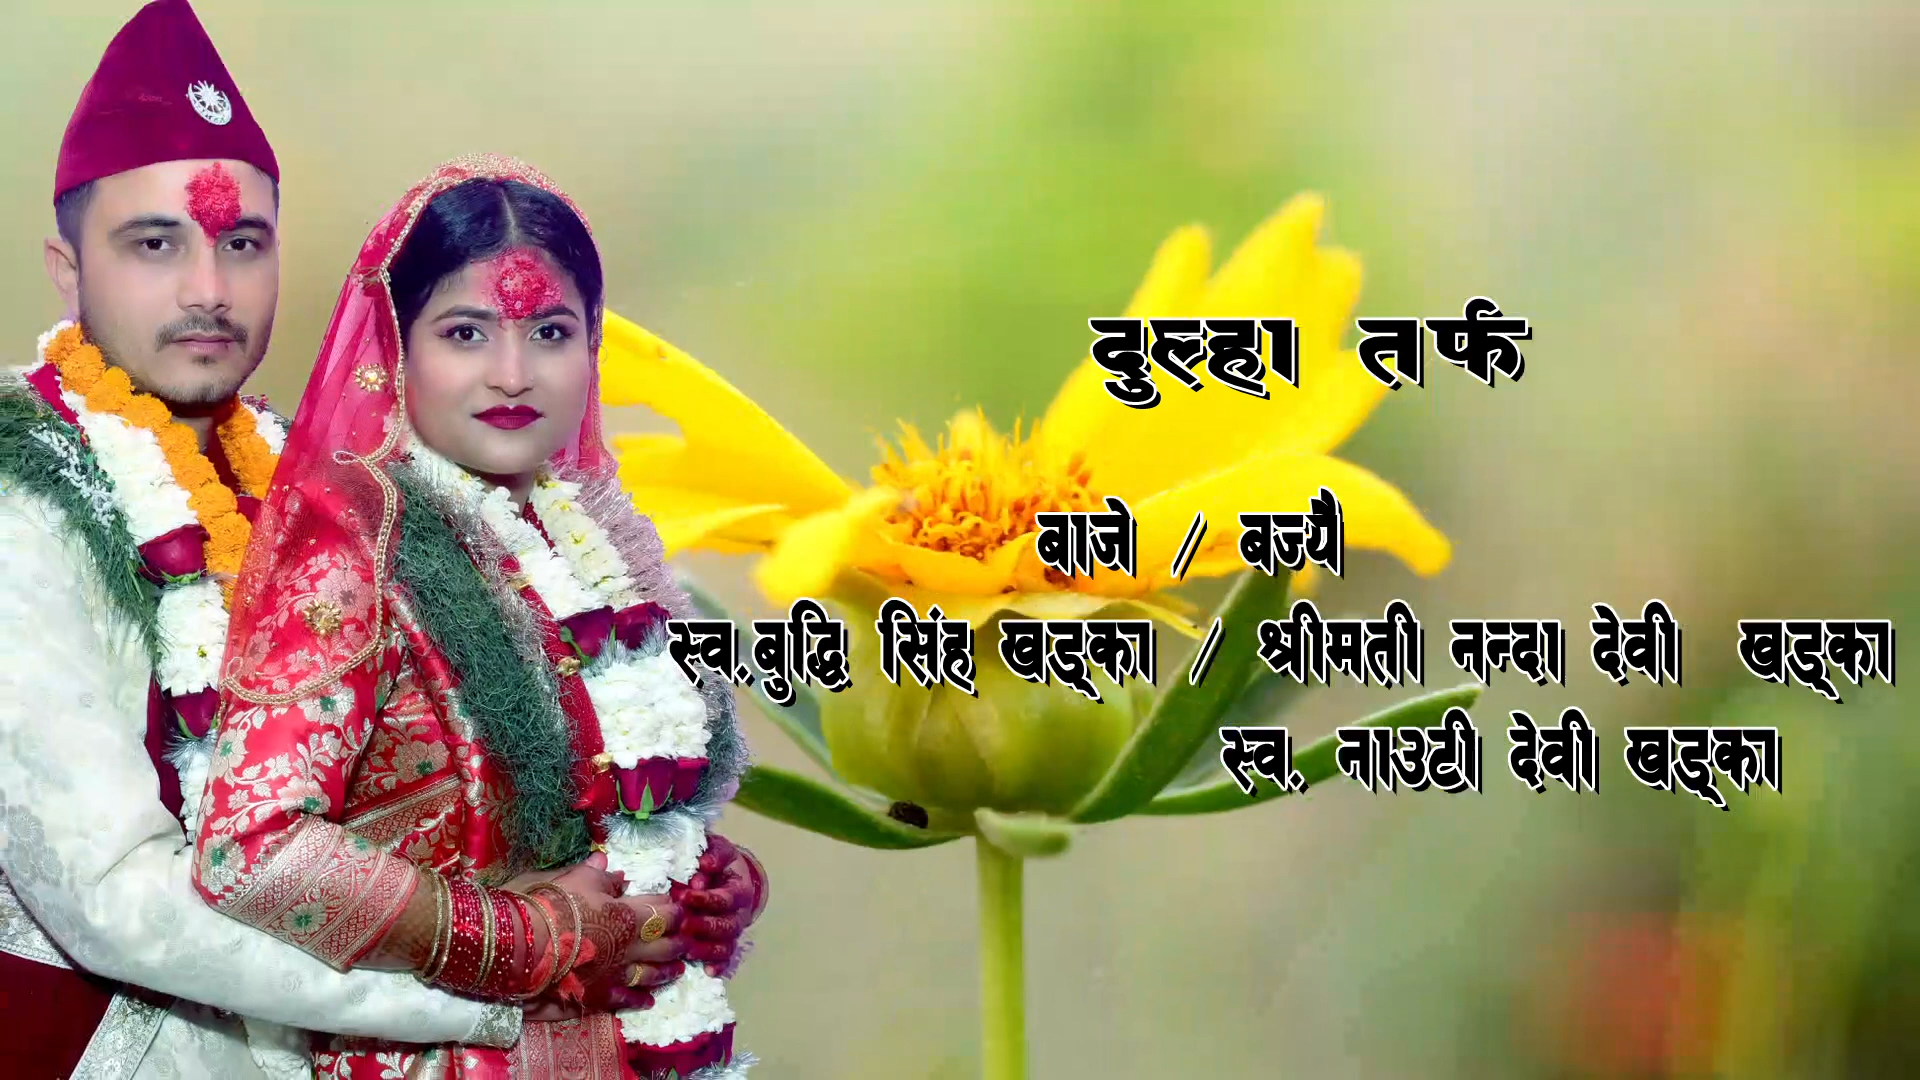 दुल्हा तर्फ
बाजे / बज्यै
स्व.बुद्धि सिंह खड्का / श्रीमती नन्दा देवी खड्का
स्व. नाउटी देवी खड्का